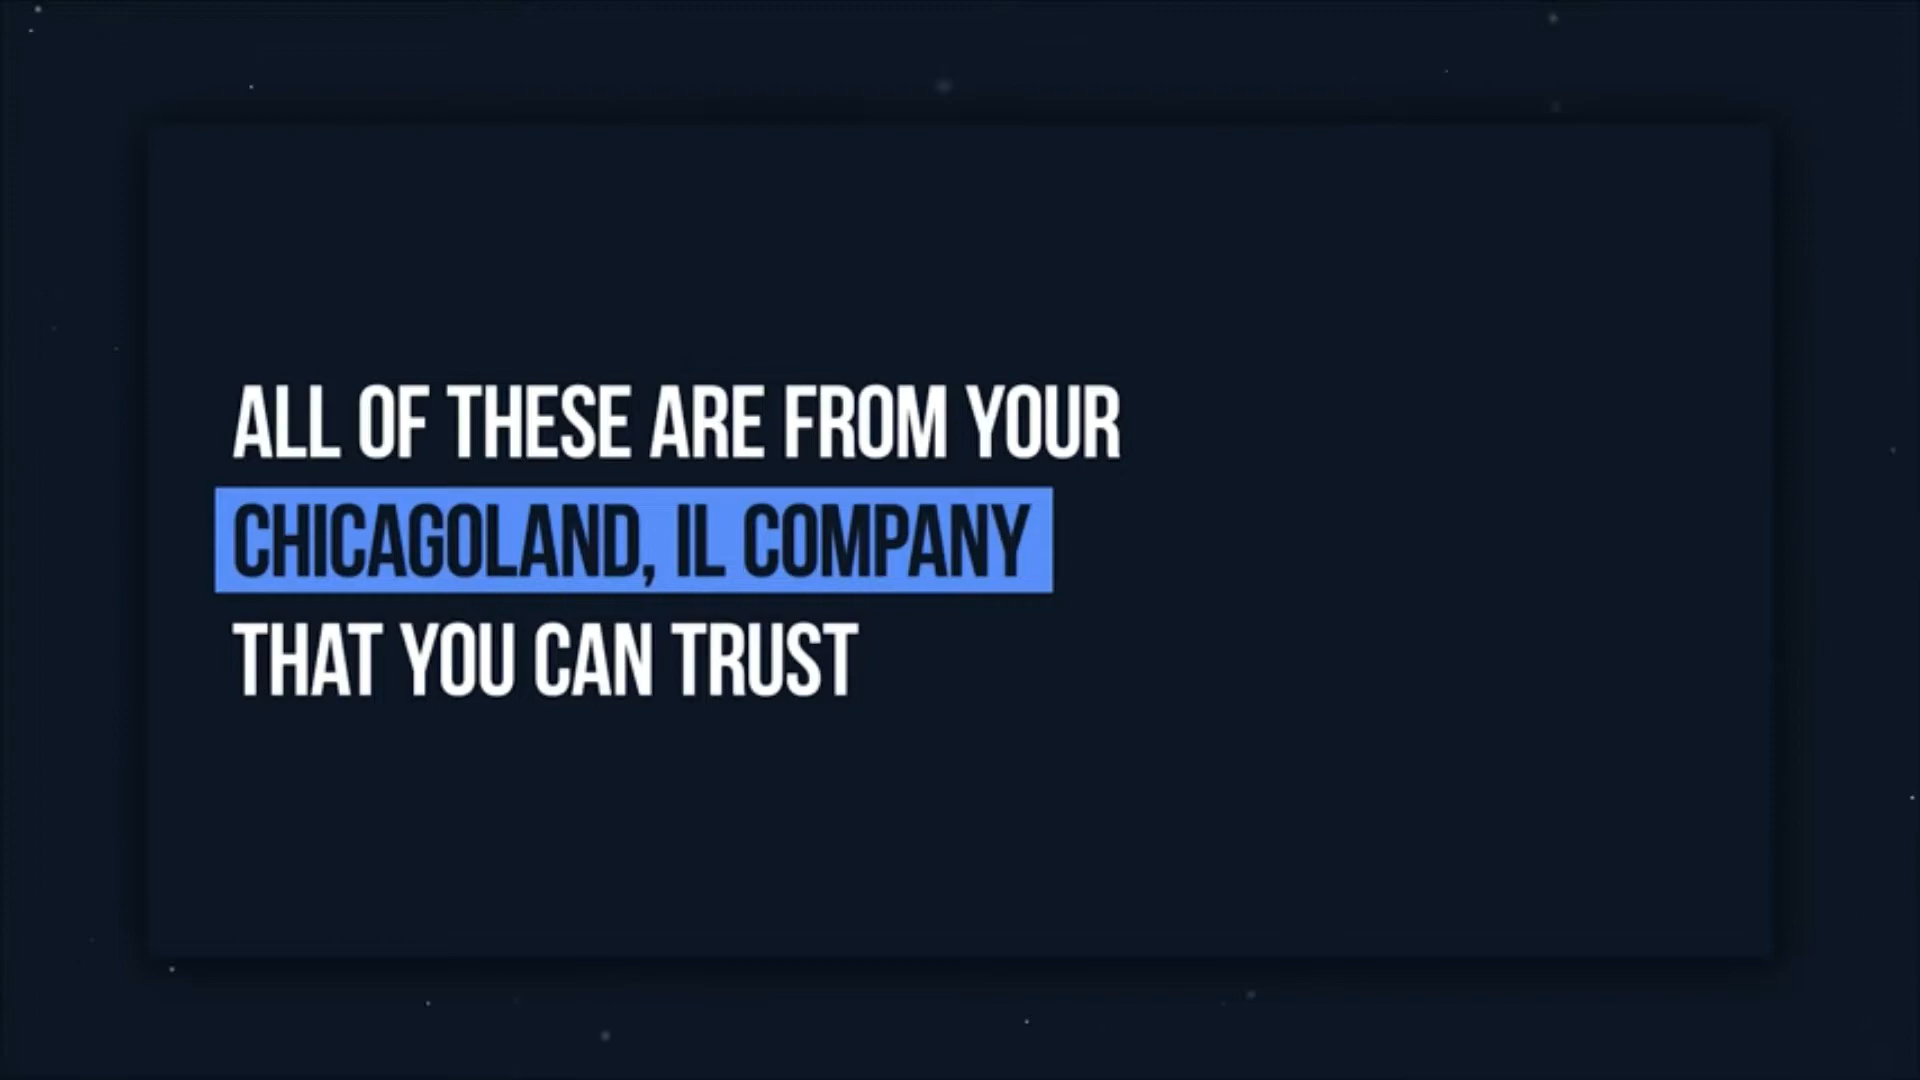 ALL OF THESE ARE FROM YOUR
CHICAGOLAND, IL COMPANY
THAT YOU CAN TRUST